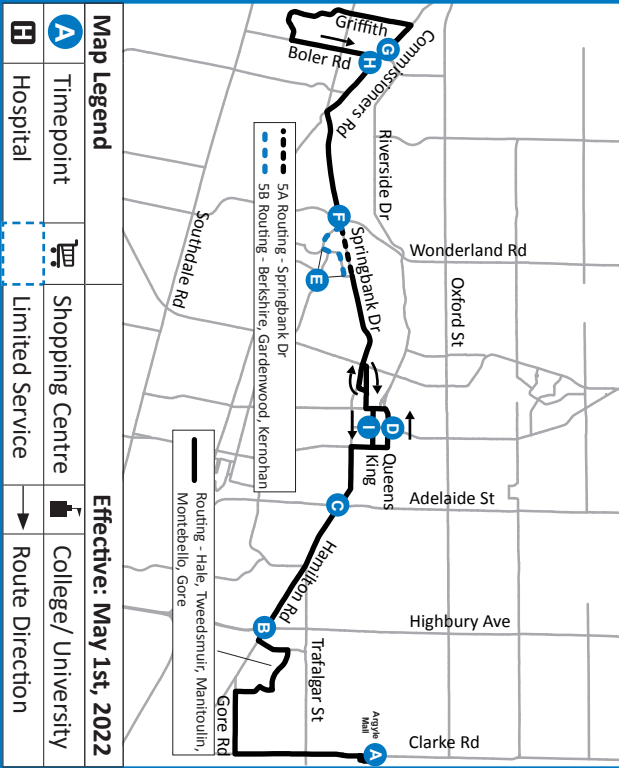 Griffith
Boler Rd
Commissioners Rd
G
H
Riverside Dr
Wonderland Rd
Oxford St
F
Springbank Dr
E
Southdale Rd
5A Routing - Springbank Dr
5B Routing - Berkshire, Gardenwood, Kernohan
D
I
Queens
King
Adelaide St
C
Hamilton Rd
Highbury Ave
B
Trafalgar St
Gore Rd
Clarke Rd
Argyle
Mall
A
Routing - Hale, Tweedsmuir, Manitoulin,
Montebello, Gore
Map Legend
Effective: May 1st, 2022
A Timepoint
Shopping Centre
College/ University
H Hospital
Limited Service
Route Direction